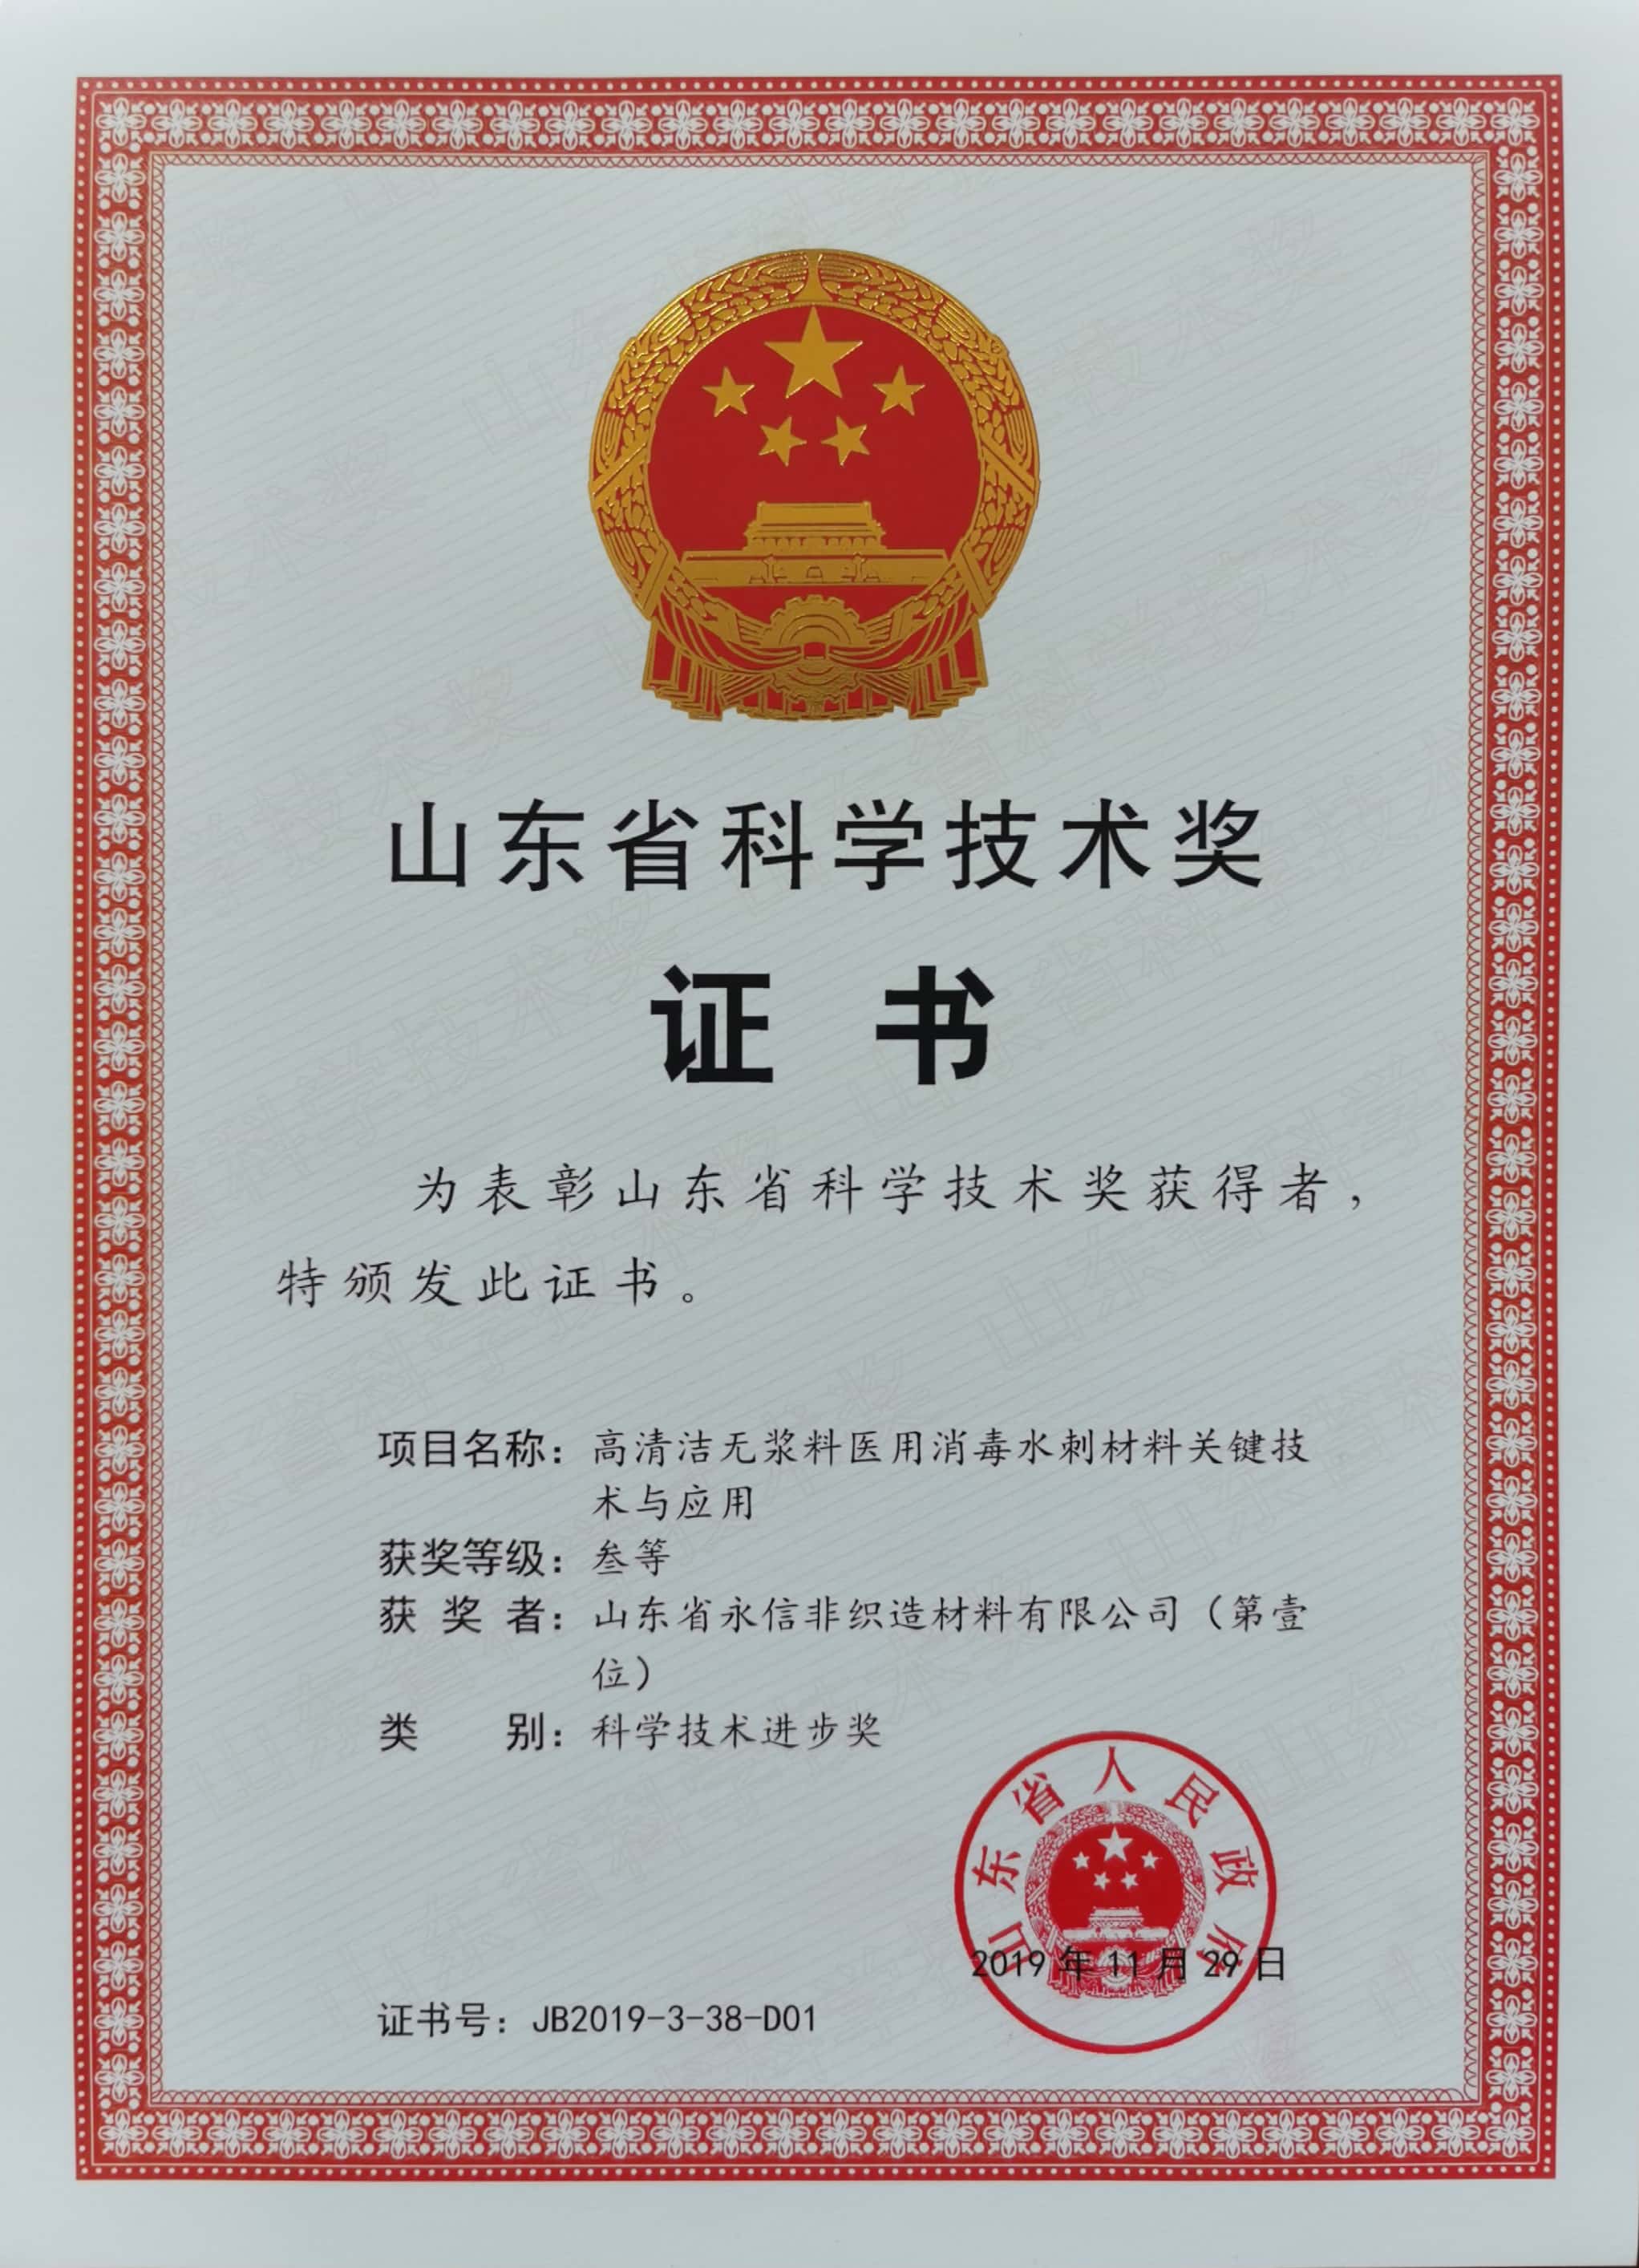 山东省科学技术奖
证书
为表彰山东省科学技术奖获得者，
特颁发此证书。
项目名称：高清洁无浆料医用消毒水刺材料关键技
术与应用
获奖等级：叁等
获奖者：山东省永信非织造材料有限公司（第壹
位）
类别：科学技术进步奖
山东省人民政府
2019年11月29日
证书号：JB2019-3-38-D01